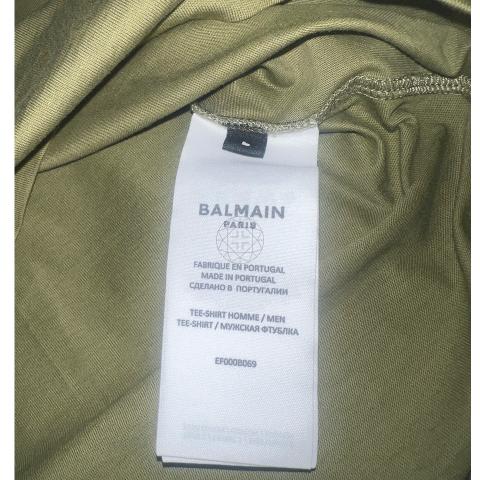 L
BALMAIN
PARIS
FABRIQUE EN PORTUGAL
MADE IN PORTUGAL
СДЕЛАНО В ПОРТУГАЛИИ
TEE-SHIRT HOMME / MEN
TEE-SHIRT / МУЖСКАЯ ФТУБЛКА
EF000B069